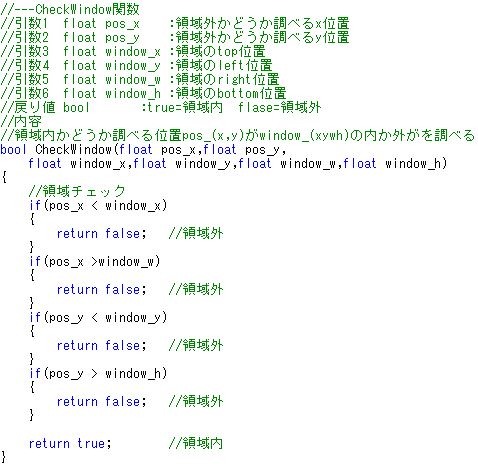 //---CheckWindow関数
//引数1  float pos_x    :領域外かどうか調べるx位置
//引数2  float pos_y    :領域外かどうか調べるy位置
//引数3  float window_x :領域のtop位置
//引数4  float window_y :領域のleft位置
//引数5  float window_w :領域のright位置
//引数6  float window_h :領域のbottom位置
//戻り値 bool       :true=領域内  flase=領域外
//内容
//領域内かどうか調べる位置pos_(x,y)がwindow_(xywh)の内か外がを調べる
bool CheckWindow(float pos_x,float pos_y,
    float window_x,float window_y,float window_w,float window_h)
{
    //領域チェック
    if(pos_x < window_x)
    {
        return false;   //領域外
    }
    if(pos_x >window_w)
    {
        return false;   //領域外
    }
    if(pos_y < window_y)
    {
        return false;   //領域外
    }
    if(pos_y > window_h)
    {
        return false;   //領域外
    }

    return true;        //領域内
}